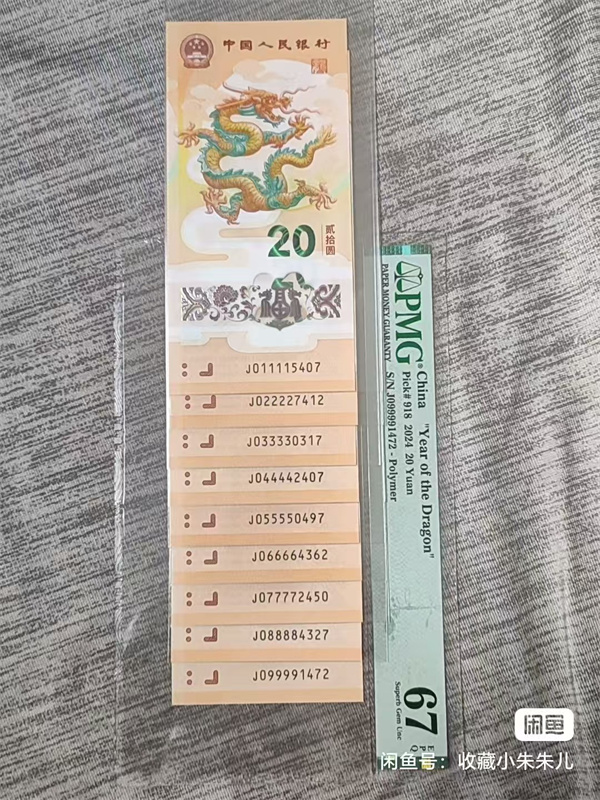 中国人民银行
20
贰拾圆
J011115407
J022227412
J033330317
J044442407
J055550497
J066664362
J077772450
J088884327
J099991472
PMG
PAPER MONEY GUARANTY
China "Year of the Dragon"
Pick# 918 2024 20 Yuan
S/N J099991472 - Polymer
67
Superb Gem Unc
E
P
Q
闲鱼
闲鱼号：收藏小朱朱儿